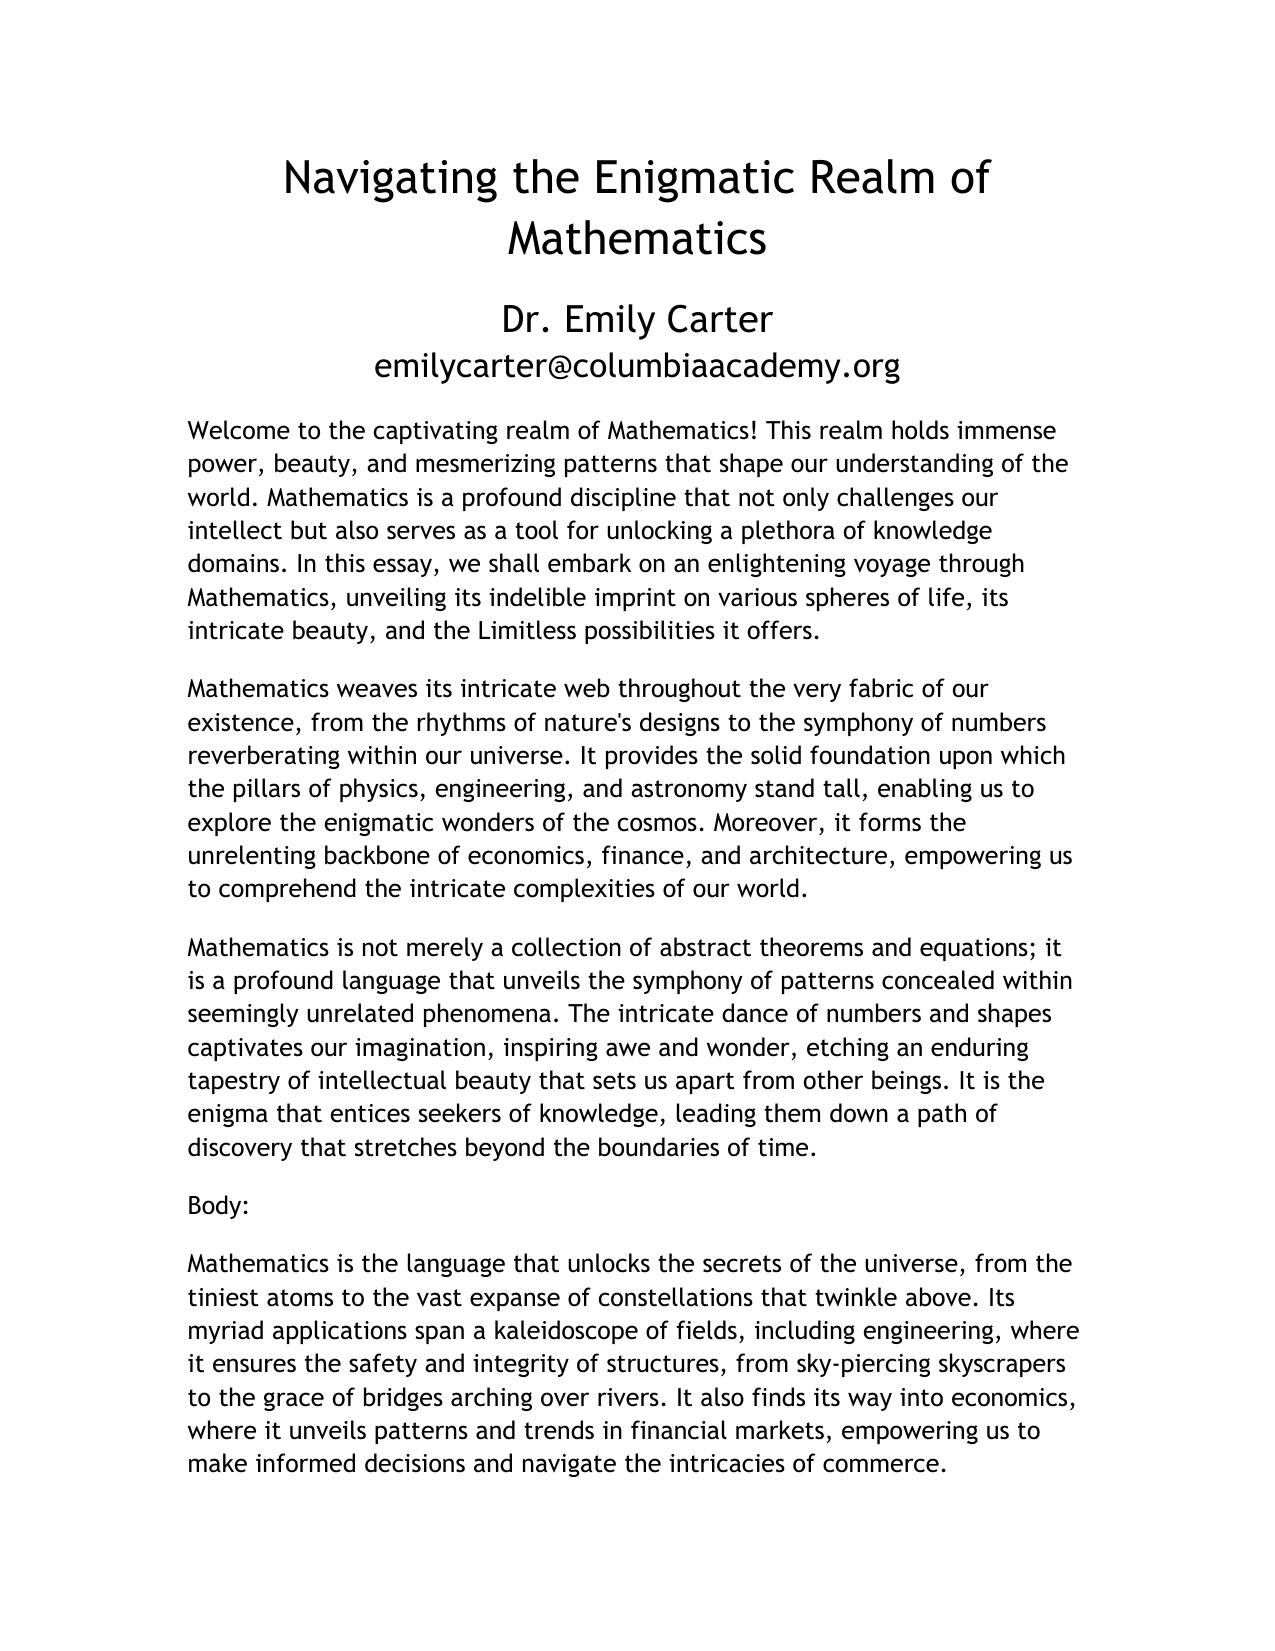 Navigating the Enigmatic Realm of
Mathematics
Dr. Emily Carter
emilycarter@columbiaacademy.org
Welcome to the captivating realm of Mathematics! This realm holds immense
power, beauty, and mesmerizing patterns that shape our understanding of the
world. Mathematics is a profound discipline that not only challenges our
intellect but also serves as a tool for unlocking a plethora of knowledge
domains. In this essay, we shall embark on an enlightening voyage through
Mathematics, unveiling its indelible imprint on various spheres of life, its
intricate beauty, and the Limitless possibilities it offers.
Mathematics weaves its intricate web throughout the very fabric of our
existence, from the rhythms of nature's designs to the symphony of numbers
reverberating within our universe. It provides the solid foundation upon which
the pillars of physics, engineering, and astronomy stand tall, enabling us to
explore the enigmatic wonders of the cosmos. Moreover, it forms the
unrelenting backbone of economics, finance, and architecture, empowering us
to comprehend the intricate complexities of our world.
Mathematics is not merely a collection of abstract theorems and equations; it
is a profound language that unveils the symphony of patterns concealed within
seemingly unrelated phenomena. The intricate dance of numbers and shapes
captivates our imagination, inspiring awe and wonder, etching an enduring
tapestry of intellectual beauty that sets us apart from other beings. It is the
enigma that entices seekers of knowledge, leading them down a path of
discovery that stretches beyond the boundaries of time.
Body:
Mathematics is the language that unlocks the secrets of the universe, from the
tiniest atoms to the vast expanse of constellations that twinkle above. Its
myriad applications span a kaleidoscope of fields, including engineering, where
it ensures the safety and integrity of structures, from sky-piercing skyscrapers
to the grace of bridges arching over rivers. It also finds its way into economics,
where it unveils patterns and trends in financial markets, empowering us to
make informed decisions and navigate the intricacies of commerce.